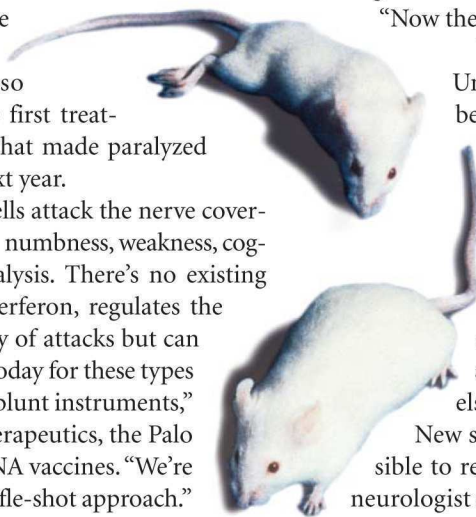 e
“Now the
so
first treat-
hat made paralyzed
xt year.
ells attack the nerve cover-
numbness, weakness, cog-
alysis. There’s no existing
erferon, regulates the
y of attacks but can
oday for these types
blunt instruments,”
erapeutics, the Palo
NA vaccines. “We’re
fle-shot approach.”
Un
be
els
New s
sible to re
neurologist